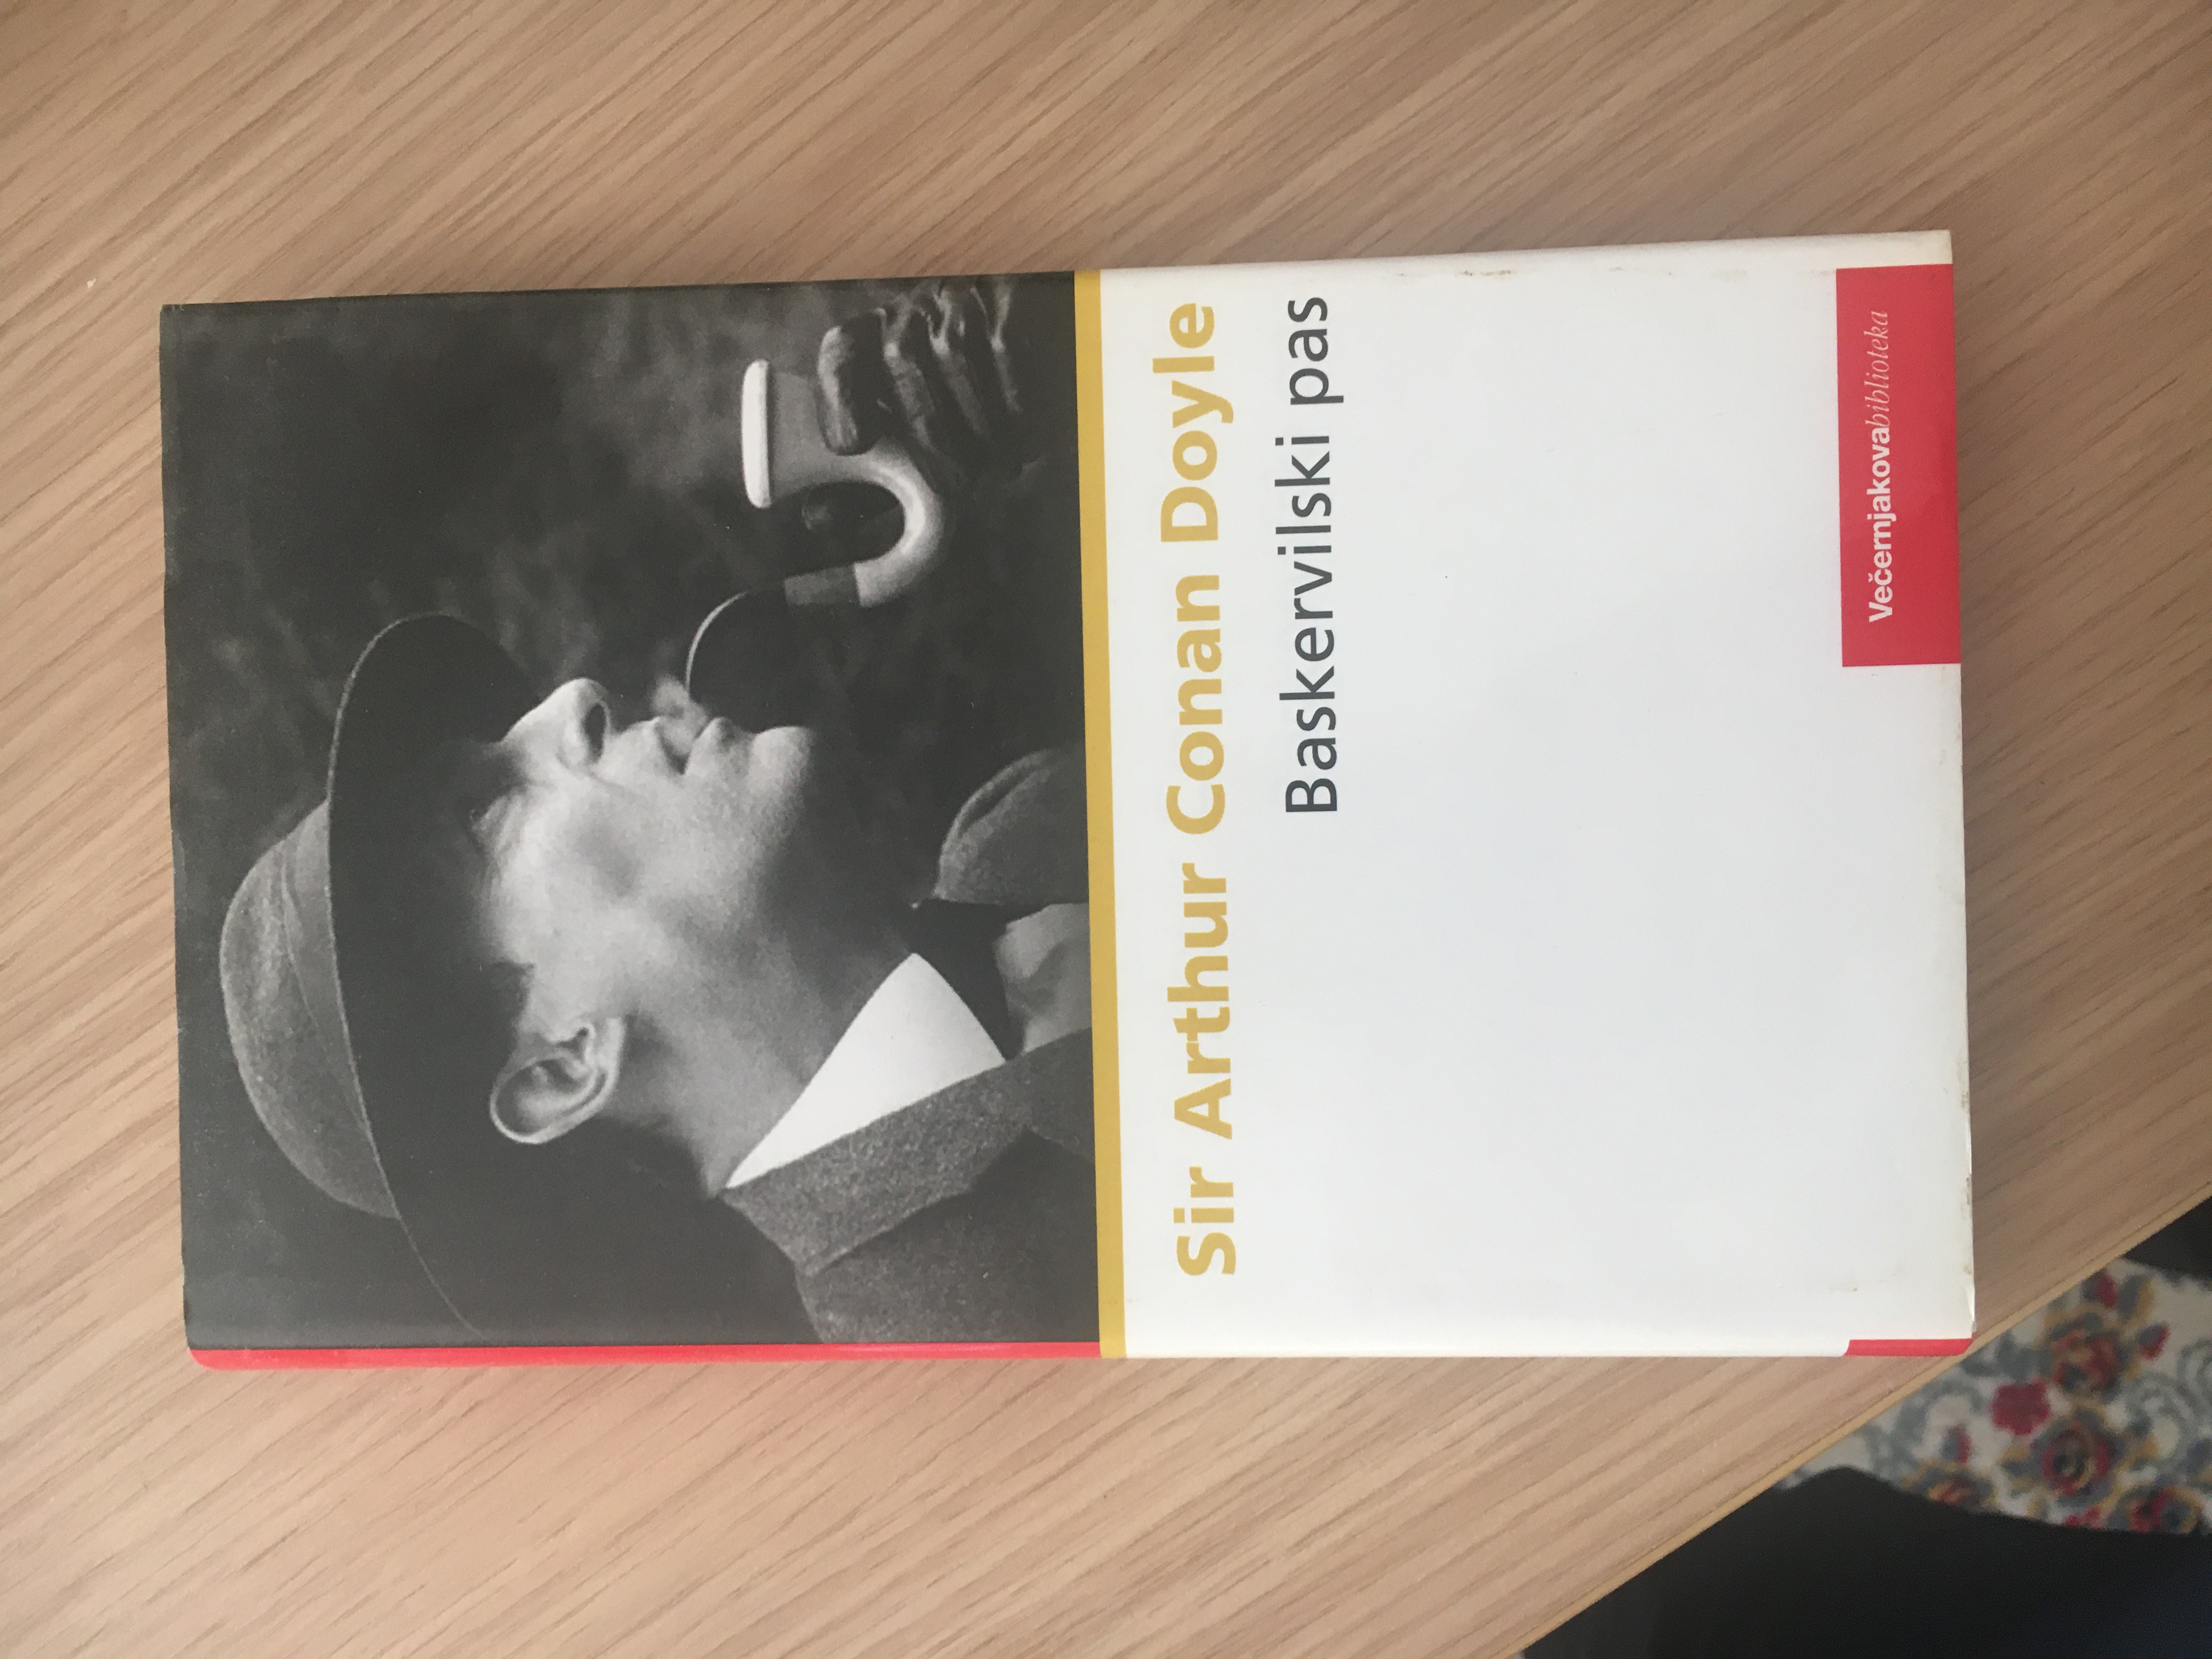 Sir Arthur Conan Doyle
Baskervilski pas
Večernjakovabiblioteka